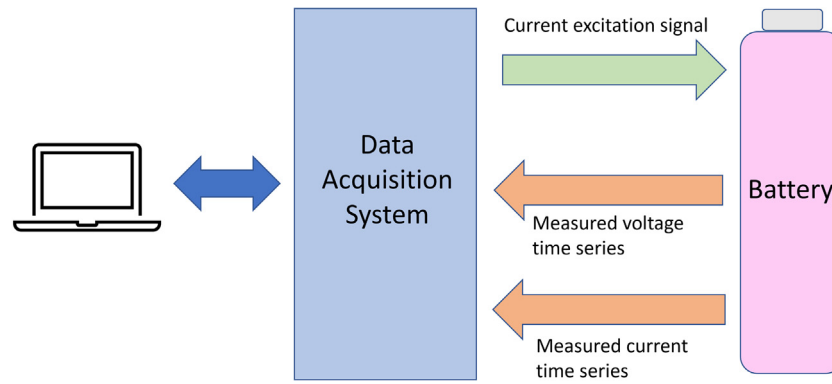 Current excitation signal
Data
Acquisition
System
Battery
Measured voltage
time series
Measured current
time series